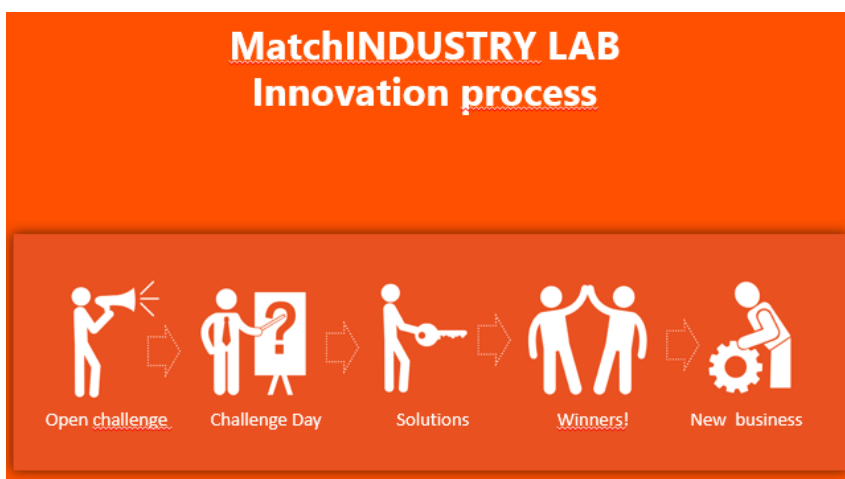 MatchINDUSTRY LAB
Innovation process
?
Open challenge
Challenge Day
Solutions
Winners!
New business